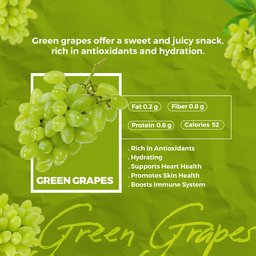 Green grapes offer a sweet and juicy snack,
rich in antioxidants and hydration.
Fat 0.2 g
Fiber 0.8 g
Protein 0.6 g
Calories 52
. Rich in Antioxidants
. Hydrating
. Supports Heart Health
. Promotes Skin Health
. Boosts Immune System
GREEN GRAPES
Green Grapes